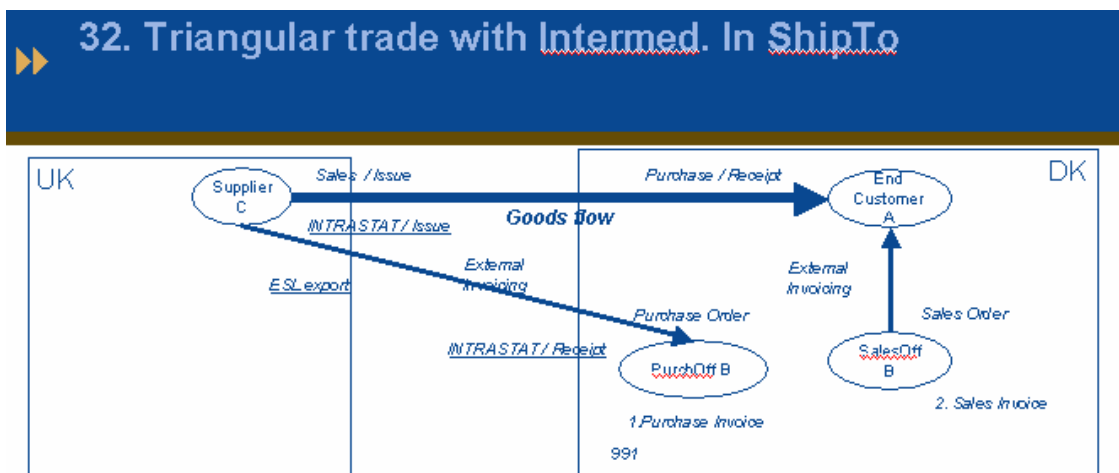 32. Triangular trade with Intermed. In ShipTo
UK
DK
Supplier
C
Sales / Issue
Purchase / Receipt
End
Customer
A
Goods flow
INTRASTAT / Issue
External
Invoicing
External
Invoicing
ESL export
Purchase Order
Sales Order
INTRASTAT / Receipt
PurchOff B
SalesOff
B
1.Purchase Invoice
2. Sales Invoice
991